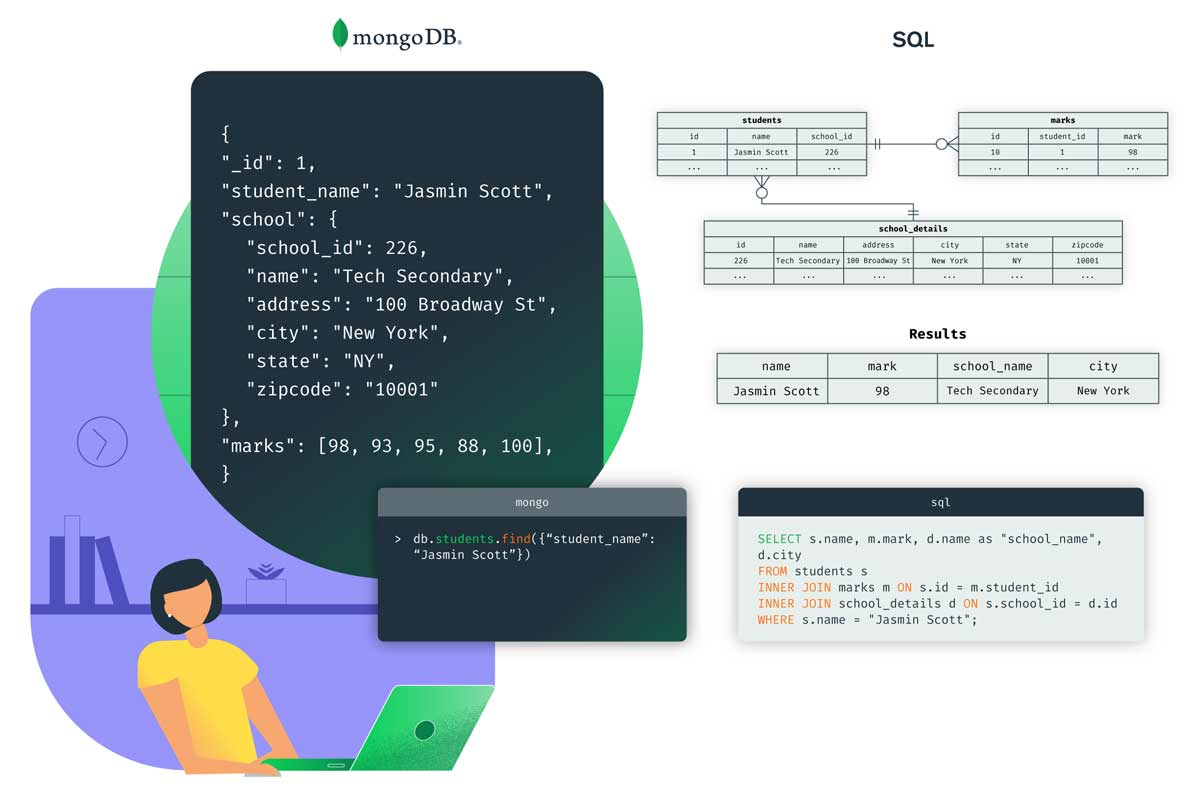 mongoDB®
{
"_id": 1,
"student_name": "Jasmin Scott",
"school": {
"school_id": 226,
"name": "Tech Secondary",
"address": "100 Broadway St",
"city": "New York",
"state": "NY",
"zipcode": "10001"
},
"marks": [98, 93, 95, 88, 100],
}
mongo
> db.students.find({“student_name”:
“Jasmin Scott”})
SQL
students
id name school_id
1 Jasmin Scott 226
... ... ...
marks
id student_id mark
10 1 98
... ... ...
school_details
id name address city state zipcode
226 Tech Secondary 100 Broadway St New York NY 10001
... ... ... ... ... ...
Results
name mark school_name city
Jasmin Scott 98 Tech Secondary New York
sql
SELECT s.name, m.mark, d.name as "school_name",
d.city
FROM students s
INNER JOIN marks m ON s.id = m.student_id
INNER JOIN school_details d ON s.school_id = d.id
WHERE s.name = "Jasmin Scott";